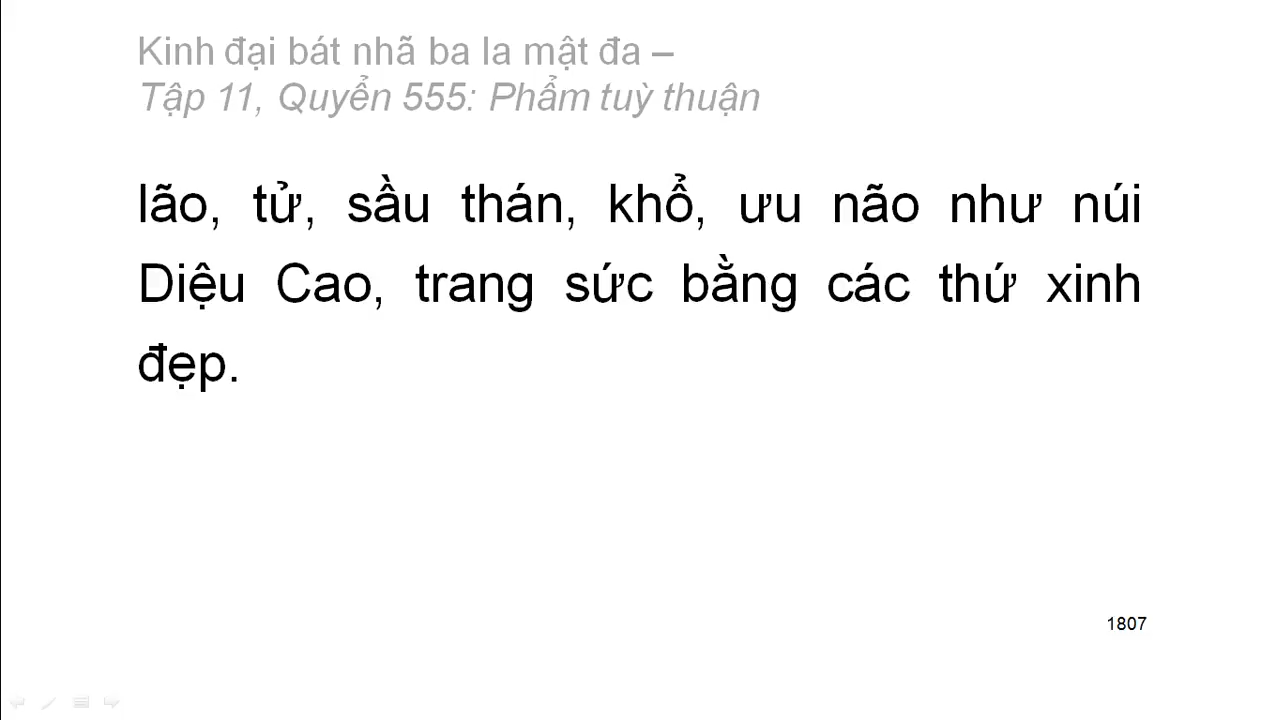 Kinh đại bát nhã ba la mật đa –
Tập 11, Quyển 555: Phẩm tuỳ thuận
lão, tử, sầu thán, khổ, ưu não như núi
Diệu Cao, trang sức bằng các thứ xinh
đẹp.
1807